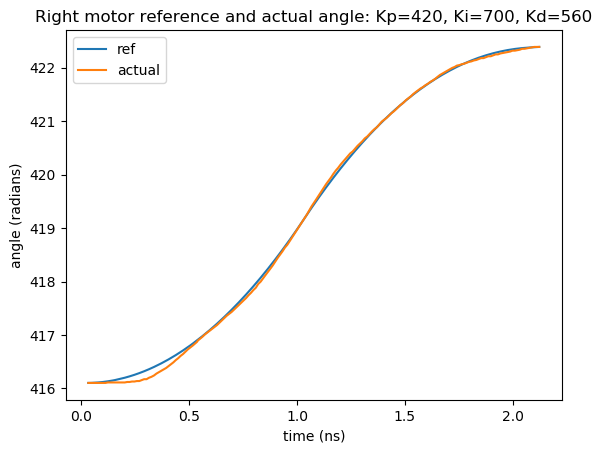 Right motor reference and actual angle: Kp=420, Ki=700, Kd=560
ref
actual
422
421
420
419
418
417
416
angle (radians)
0.0 0.5 1.0 1.5 2.0
time (ns)